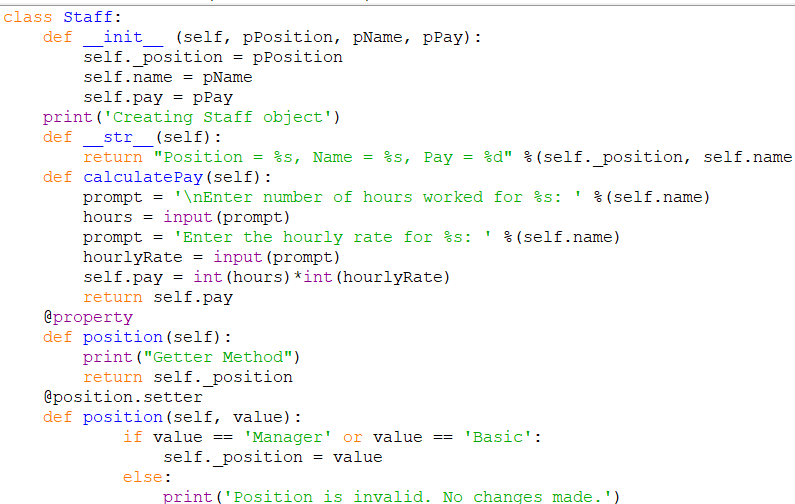 class Staff:
    def __init__ (self, pPosition, pName, pPay):
        self._position = pPosition
        self.name = pName
        self.pay = pPay
    print('Creating Staff object')
    def __str__(self):
        return "Position = %s, Name = %s, Pay = %d" %(self._position, self.name
    def calculatePay(self):
        prompt = '\nEnter number of hours worked for %s: ' %(self.name)
        hours = input(prompt)
        prompt = 'Enter the hourly rate for %s: ' %(self.name)
        hourlyRate = input(prompt)
        self.pay = int(hours)*int(hourlyRate)
        return self.pay
    @property
    def position(self):
        print("Getter Method")
        return self._position
    @position.setter
    def position(self, value):
            if value == 'Manager' or value == 'Basic':
                self._position = value
            else:
                print('Position is invalid. No changes made.')